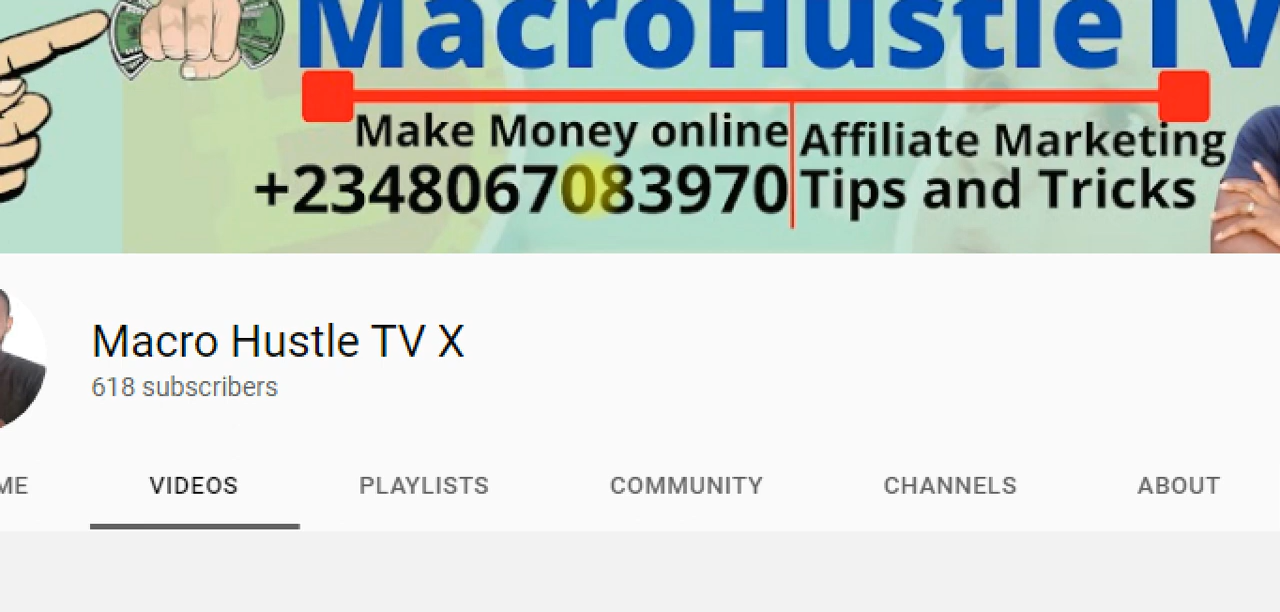 MacroHustleTV
Make Money online
+2348067083970
Affiliate Marketing
Tips and Tricks
Macro Hustle TV X
618 subscribers
ME VIDEOS PLAYLISTS COMMUNITY CHANNELS ABOUT